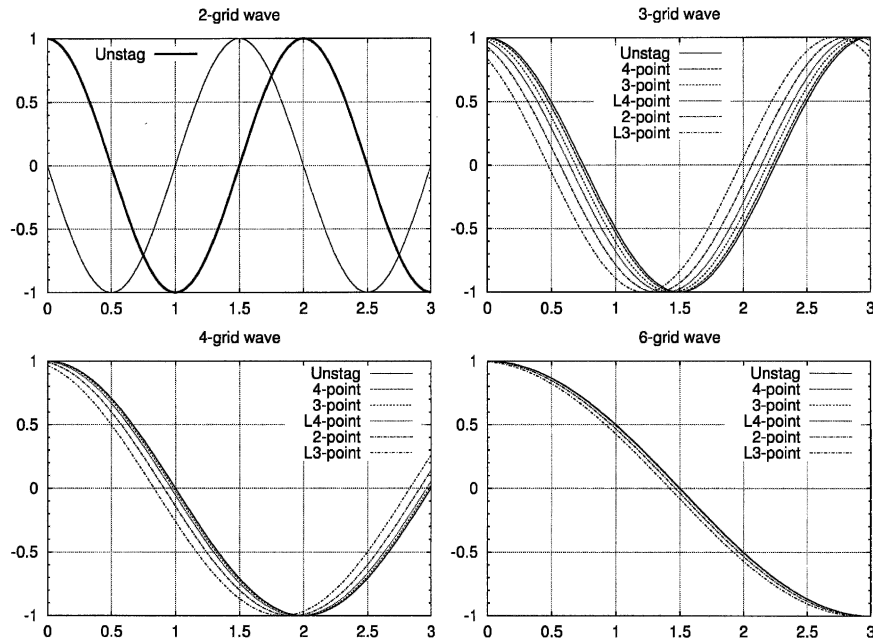 2-grid wave
1
0.5
0
-0.5
-1
Unstag
0 0.5 1 1.5 2 2.5 3
3-grid wave
1
0.5
0
-0.5
-1
Unstag
4-point
3-point
L4-point
2-point
L3-point
0 0.5 1 1.5 2 2.5 3
4-grid wave
1
0.5
0
-0.5
-1
Unstag
4-point
3-point
L4-point
2-point
L3-point
0 0.5 1 1.5 2 2.5 3
6-grid wave
1
0.5
0
-0.5
-1
Unstag
4-point
3-point
L4-point
2-point
L3-point
0 0.5 1 1.5 2 2.5 3